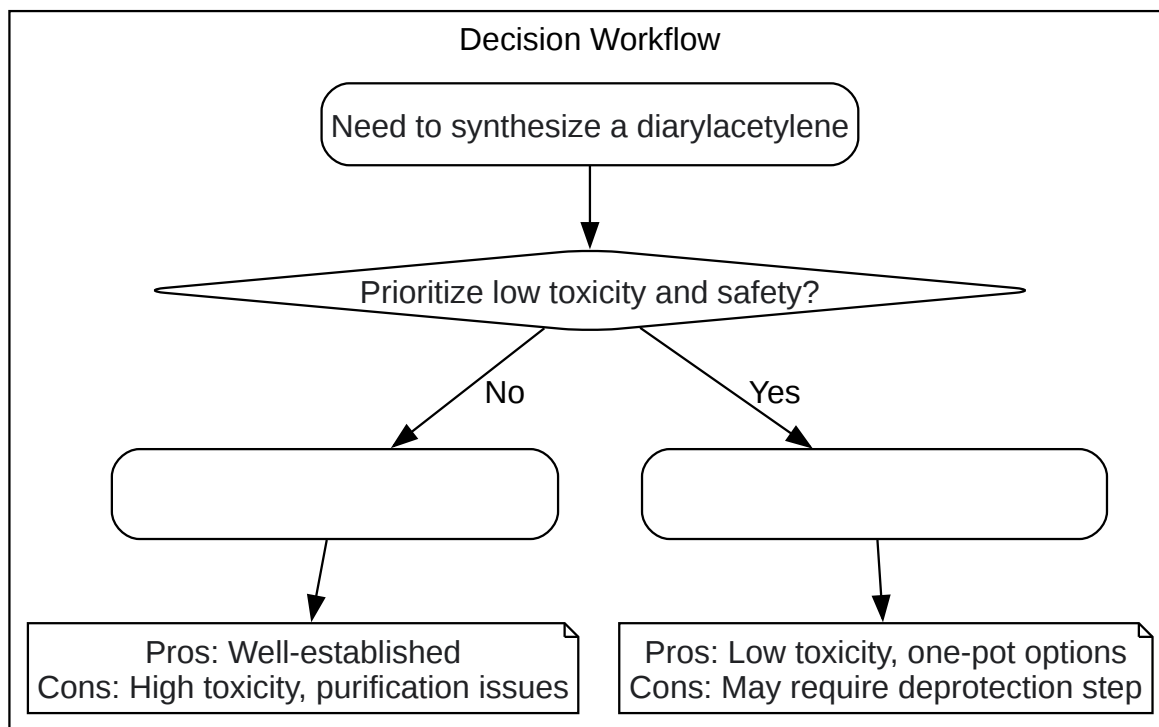 Decision Workflow
Need to synthesize a diarylacetylene
Prioritize low toxicity and safety?
No
Yes
Pros: Well-established
Cons: High toxicity, purification issues
Pros: Low toxicity, one-pot options
Cons: May require deprotection step